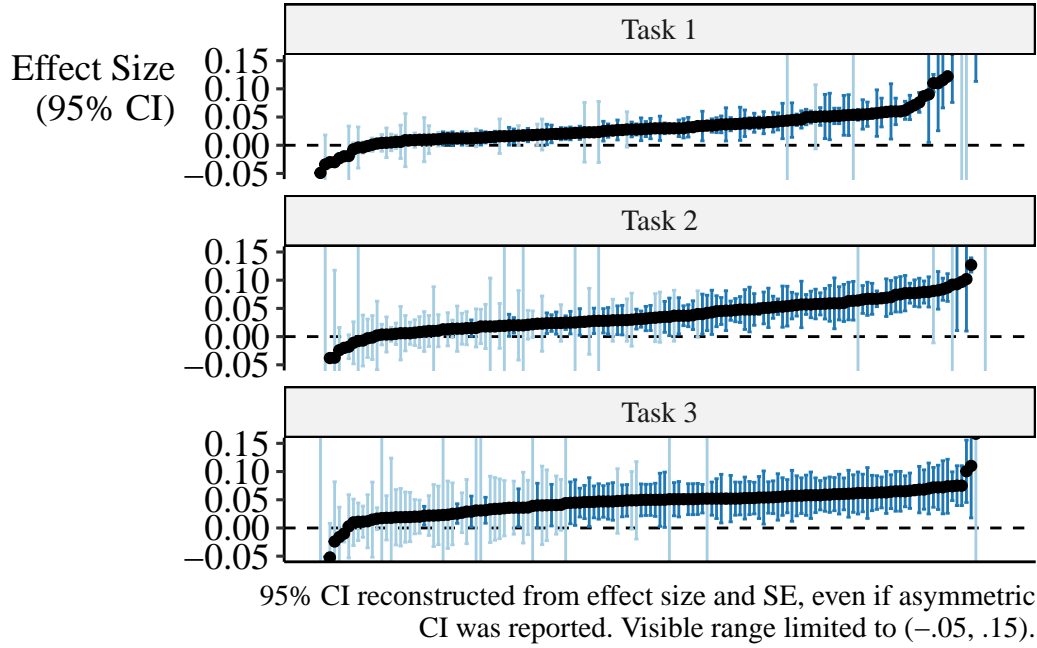 Task 1
Effect Size
(95% CI)
0.15
0.10
0.05
0.00
−0.05
Task 2
0.15
0.10
0.05
0.00
−0.05
Task 3
0.15
0.10
0.05
0.00
−0.05
95% CI reconstructed from effect size and SE, even if asymmetric
CI was reported. Visible range limited to (−.05, .15).